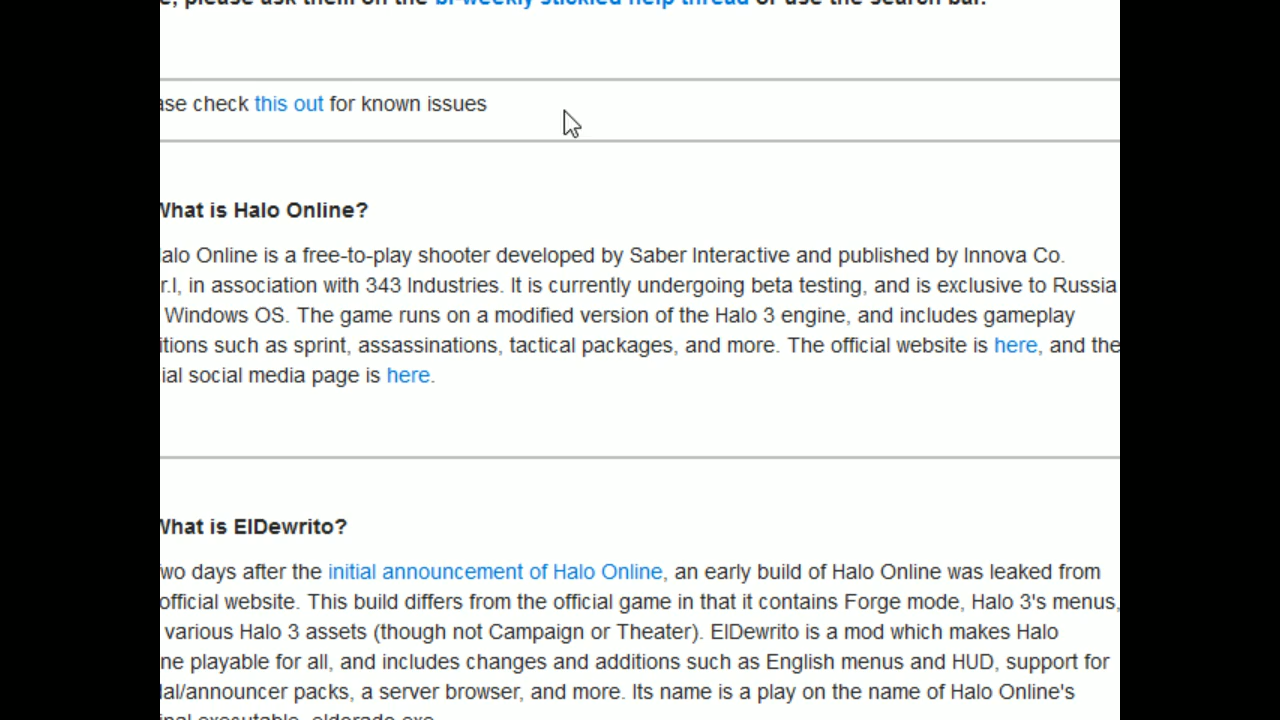 e, please ask them on the bi-weekly stickied help thread or use the search bar.
ase check this out for known issues
What is Halo Online?
alo Online is a free-to-play shooter developed by Saber Interactive and published by Innova Co.
r.l, in association with 343 Industries. It is currently undergoing beta testing, and is exclusive to Russia
Windows OS. The game runs on a modified version of the Halo 3 engine, and includes gameplay
itions such as sprint, assassinations, tactical packages, and more. The official website is here, and the
ial social media page is here.
What is ElDewrito?
wo days after the initial announcement of Halo Online, an early build of Halo Online was leaked from
official website. This build differs from the official game in that it contains Forge mode, Halo 3's menus,
various Halo 3 assets (though not Campaign or Theater). ElDewrito is a mod which makes Halo
ne playable for all, and includes changes and additions such as English menus and HUD, support for
al/announcer packs, a server browser, and more. Its name is a play on the name of Halo Online's
inal executable, eldorado.exe